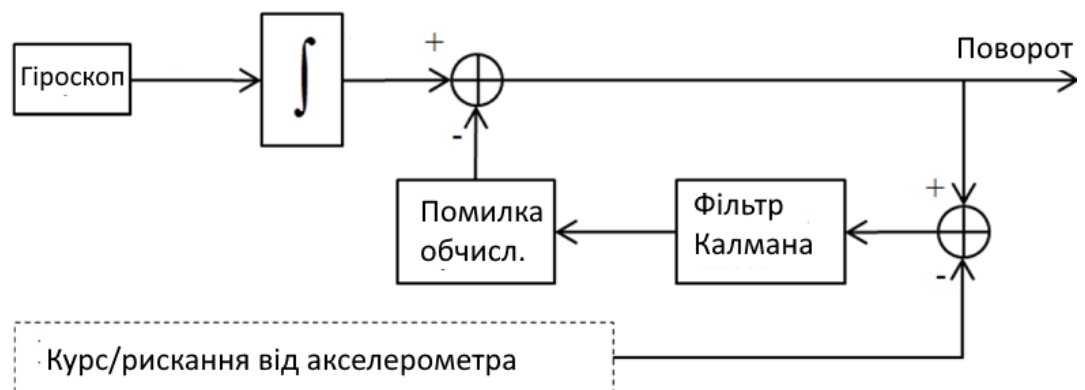 Гіроскоп
∫
+
Поворот
-
Помилка
обчисл.
Фільтр
Калмана
+
-
Курс/рискання від акселерометра